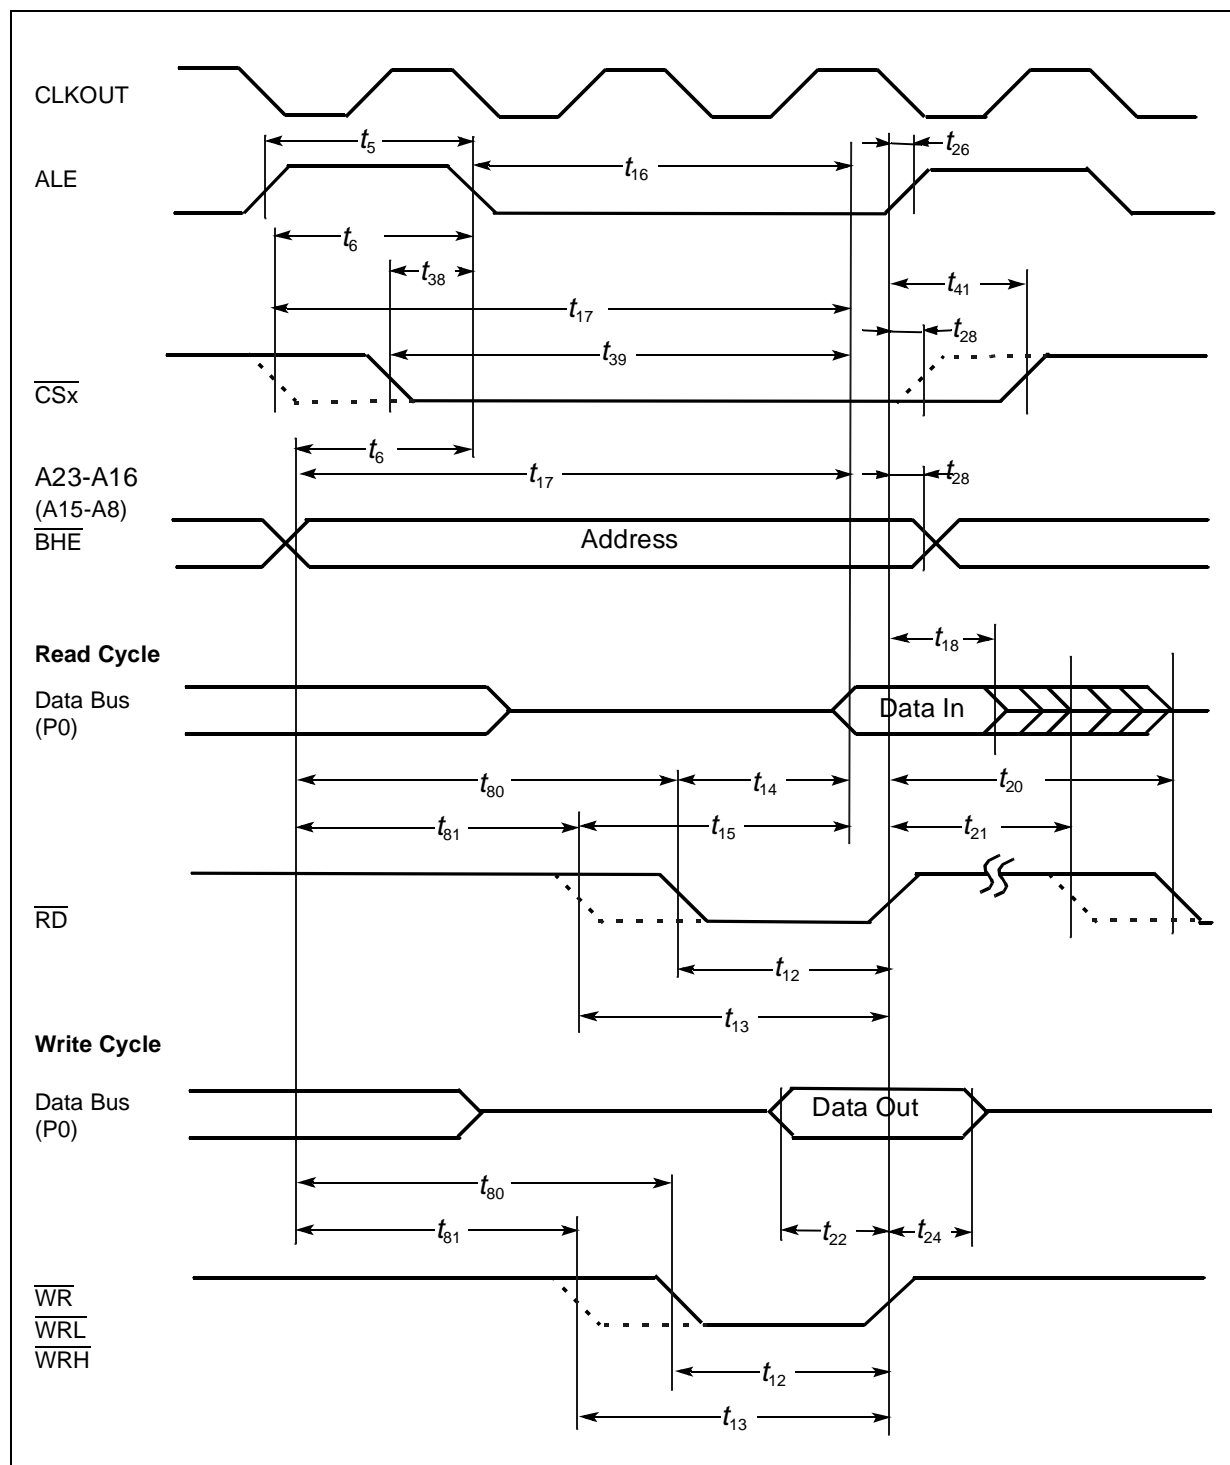 CLKOUT
t5
t26
t16
ALE
t6
t38
t41
t17
t28
t39
CSx
t6
A23-A16
t17
t28
(A15-A8)
BHE
Address
t18
Read Cycle
Data Bus
(P0)
Data In
t80
t14
t20
t81
t15
t21
RD
t12
t13
Write Cycle
Data Bus
(P0)
Data Out
t80
t81
t22
t24
WR
WRL
WRH
t12
t13